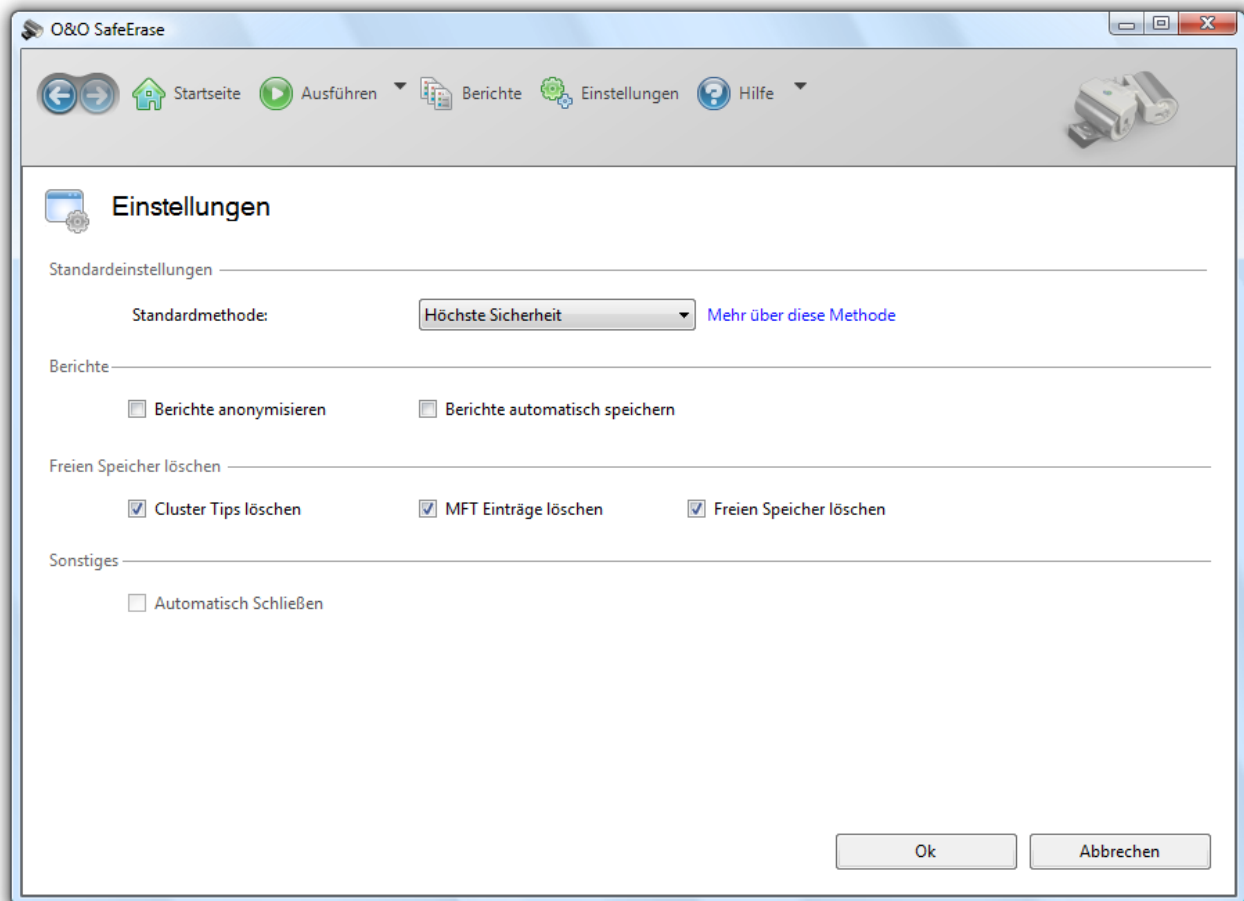 O&O SafeErase
Startseite Ausführen Berichte Einstellungen Hilfe
Einstellungen
Standardeinstellungen
Standardmethode: Höchste Sicherheit Mehr über diese Methode
Berichte
Berichte anonymisieren Berichte automatisch speichern
Freien Speicher löschen
Cluster Tips löschen MFT Einträge löschen Freien Speicher löschen
Sonstiges
Automatisch Schließen
Ok Abbrechen